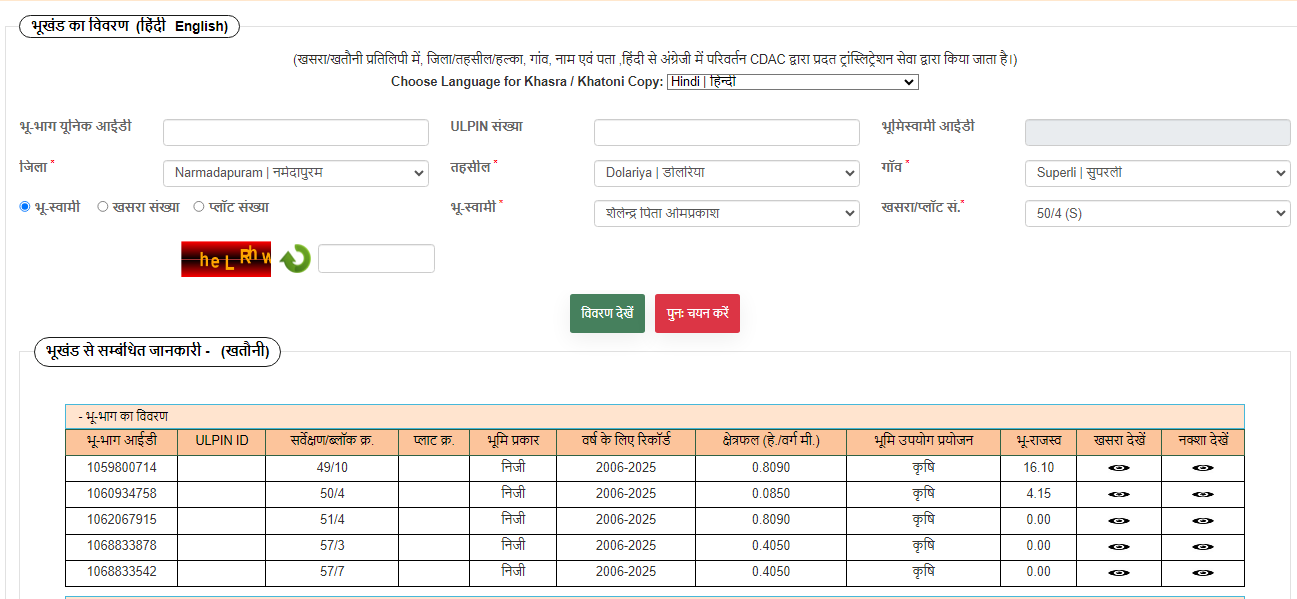 भूखंड का विवरण (हिंदी English)
(खसरा/खतौनी प्रतिलिपी में, जिला/तहसील/हल्का, गांव, नाम एवं पता ,हिंदी से अंग्रेजी में परिवर्तन CDAC द्वारा प्रदत ट्रांस्लिट्रेशन सेवा द्वारा किया जाता है।)
Choose Language for Khasra / Khatoni Copy: Hindi | हिन्दी
भू-भाग यूनिक आईडी ULPIN संख्या भूमिस्वामी आईडी
जिला * Narmadapuram | नर्मदापुरम तहसील * Dolariya | डोलरिया गाँव * Superli | सुपरली
भू-स्वामी खसरा संख्या प्लॉट संख्या भू-स्वामी * शैलेन्द्र पिता ओमप्रकाश खसरा/प्लॉट सं.* 50/4 (S)
विवरण देखें पुनः चयन करें
भूखंड से सम्बंधित जानकारी - (खतौनी)
- भू-भाग का विवरण
भू-भाग आईडी ULPIN ID सर्वेक्षण/ब्लॉक क्र. प्लाट क्र. भूमि प्रकार वर्ष के लिए रिकॉर्ड क्षेत्रफल (हे./वर्ग मी.) भूमि उपयोग प्रयोजन भू-राजस्व खसरा देखें नक्शा देखें
1059800714 49/10 निजी 2006-2025 0.8090 कृषि 16.10
1060934758 50/4 निजी 2006-2025 0.0850 कृषि 4.15
1062067915 51/4 निजी 2006-2025 0.8090 कृषि 0.00
1068833878 57/3 निजी 2006-2025 0.4050 कृषि 0.00
1068833542 57/7 निजी 2006-2025 0.4050 कृषि 0.00